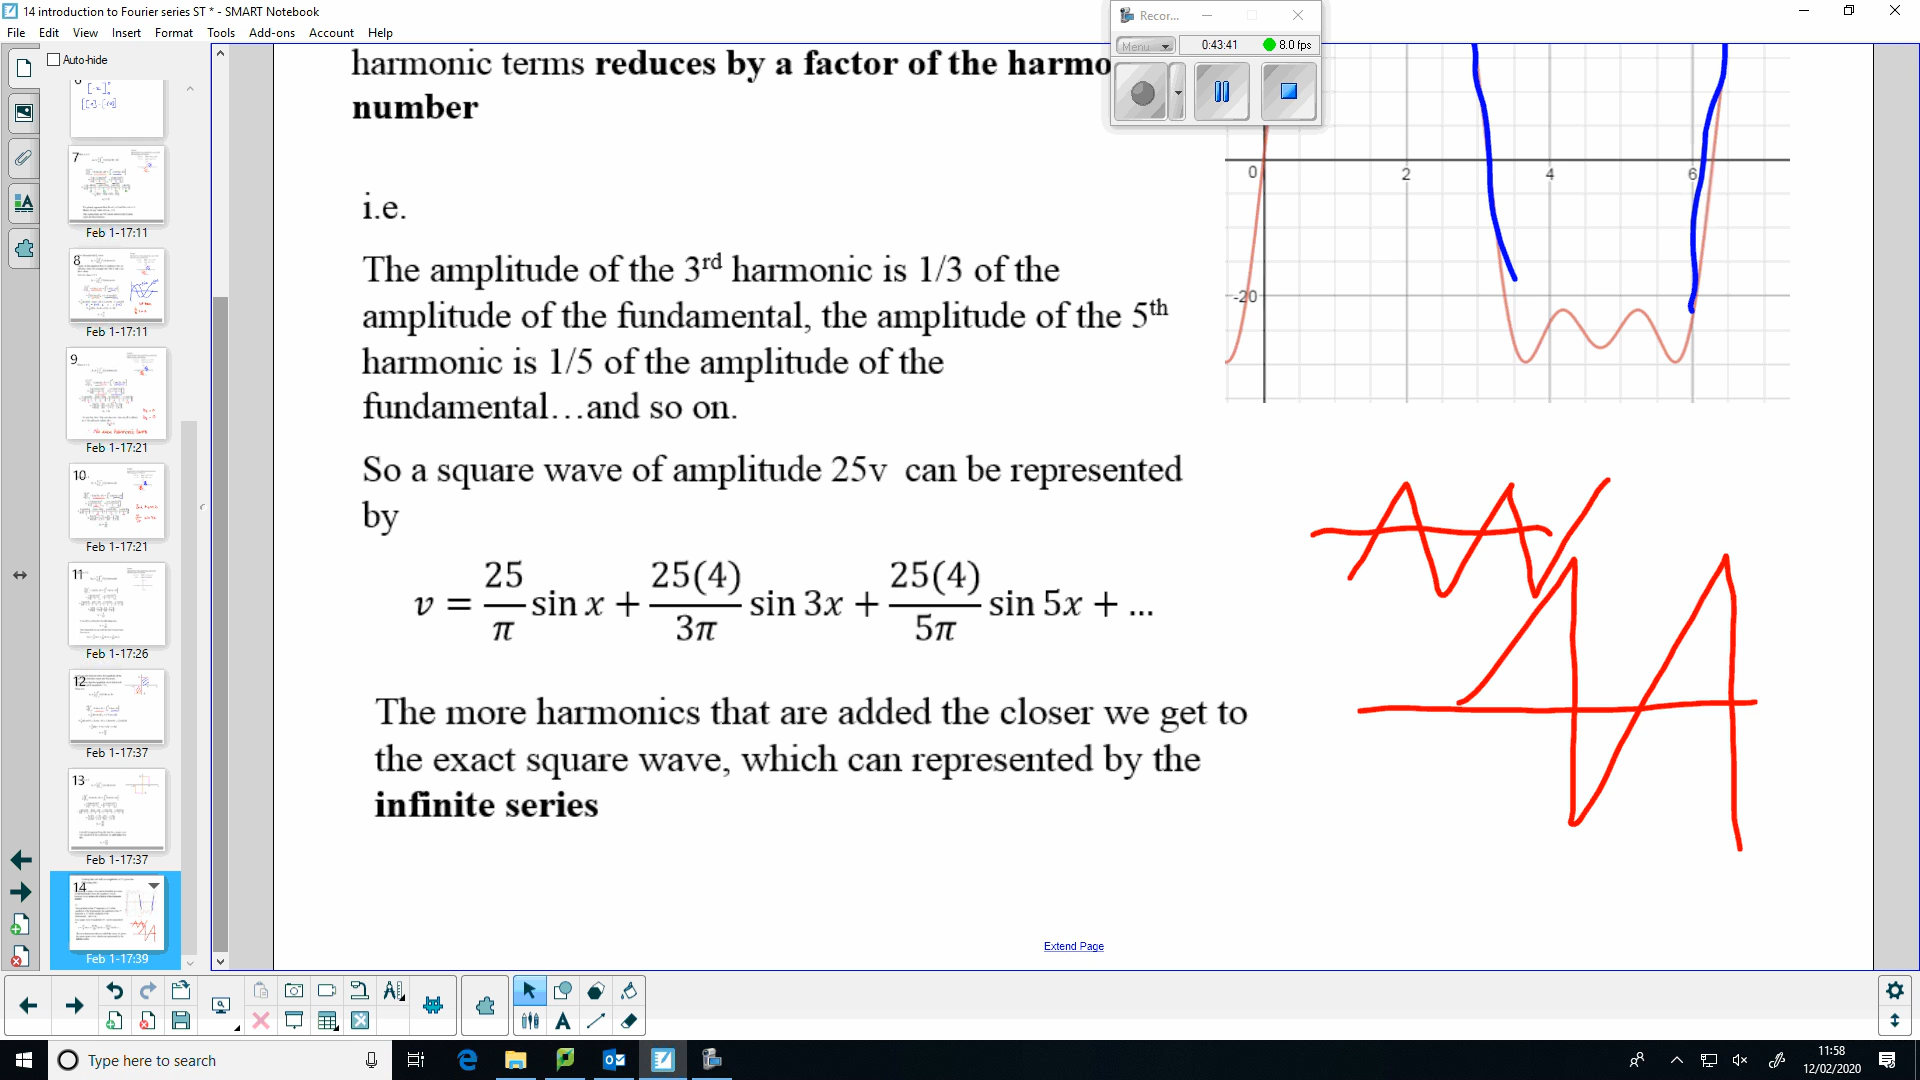 14 introduction to Fourier series ST * - SMART Notebook
File Edit View Insert Format Tools Add-ons Account Help
Recor...
Menu 0:43:41 8.0 fps
Auto-hide
7
Feb 1-17:11
8
Feb 1-17:11
9
Feb 1-17:21
10
Feb 1-17:21
11
Feb 1-17:26
12
Feb 1-17:37
13
Feb 1-17:37
14
Feb 1-17:39
harmonic terms reduces by a factor of the harmo
number
i.e.
The amplitude of the 3rd harmonic is 1/3 of the
amplitude of the fundamental, the amplitude of the 5th
harmonic is 1/5 of the amplitude of the
fundamental…and so on.
So a square wave of amplitude 25v can be represented
by
v = 25/π sin x + 25(4)/3π sin 3x + 25(4)/5π sin 5x + ...
The more harmonics that are added the closer we get to
the exact square wave, which can represented by the
infinite series
0 2 4 6
-20
Extend Page
Type here to search
11:58
12/02/2020